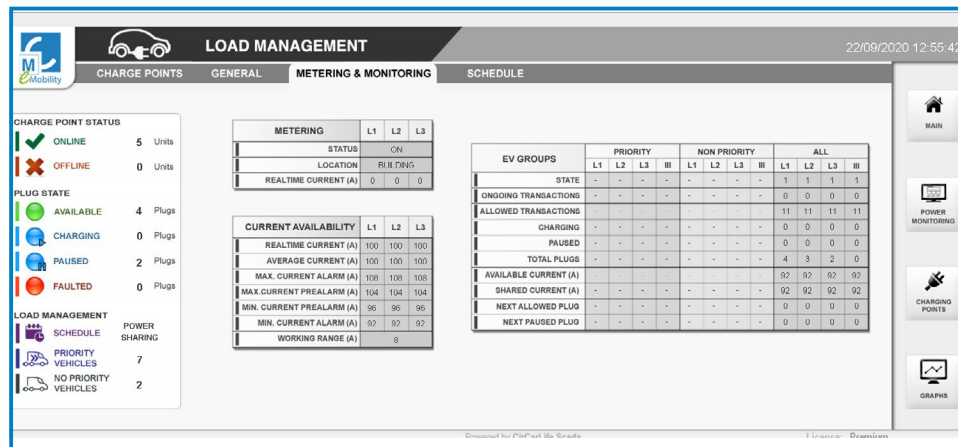 LOAD MANAGEMENT
22/09/2020 12:55:42
M
eMobility
CHARGE POINTS GENERAL METERING & MONITORING SCHEDULE
CHARGE POINT STATUS
ONLINE 5 Units
OFFLINE 0 Units
PLUG STATE
AVAILABLE 4 Plugs
CHARGING 0 Plugs
PAUSED 2 Plugs
FAULTED 0 Plugs
LOAD MANAGEMENT
SCHEDULE POWER SHARING
PRIORITY VEHICLES 7
NO PRIORITY VEHICLES 2
METERING L1 L2 L3
STATUS ON
LOCATION BUILDING
REALTIME CURRENT (A) 0 0 0
CURRENT AVAILABILITY L1 L2 L3
REALTIME CURRENT (A) 100 100 100
AVERAGE CURRENT (A) 100 100 100
MAX. CURRENT ALARM (A) 108 108 108
MAX.CURRENT PREALARM (A) 104 104 104
MIN. CURRENT PREALARM (A) 96 96 96
MIN. CURRENT ALARM (A) 92 92 92
WORKING RANGE (A) 8
EV GROUPS PRIORITY NON PRIORITY ALL
L1 L2 L3 III L1 L2 L3 III L1 L2 L3 III
STATE - - - - - - - - 1 1 1 1
ONGOING TRANSACTIONS - - - - - - - - 0 0 0 0
ALLOWED TRANSACTIONS - - - - - - - - 11 11 11 11
CHARGING - - - - - - - - 0 0 0 0
PAUSED - - - - - - - - 0 0 0 0
TOTAL PLUGS - - - - - - - - 4 3 2 0
AVAILABLE CURRENT (A) - - - - - - - - 92 92 92 92
SHARED CURRENT (A) - - - - - - - - 92 92 92 92
NEXT ALLOWED PLUG - - - - - - - - 0 0 0 0
NEXT PAUSED PLUG - - - - - - - - 0 0 0 0
MAIN
POWER MONITORING
CHARGING POINTS
GRAPHS
Powered by CirCarLife Scada
License: Premium